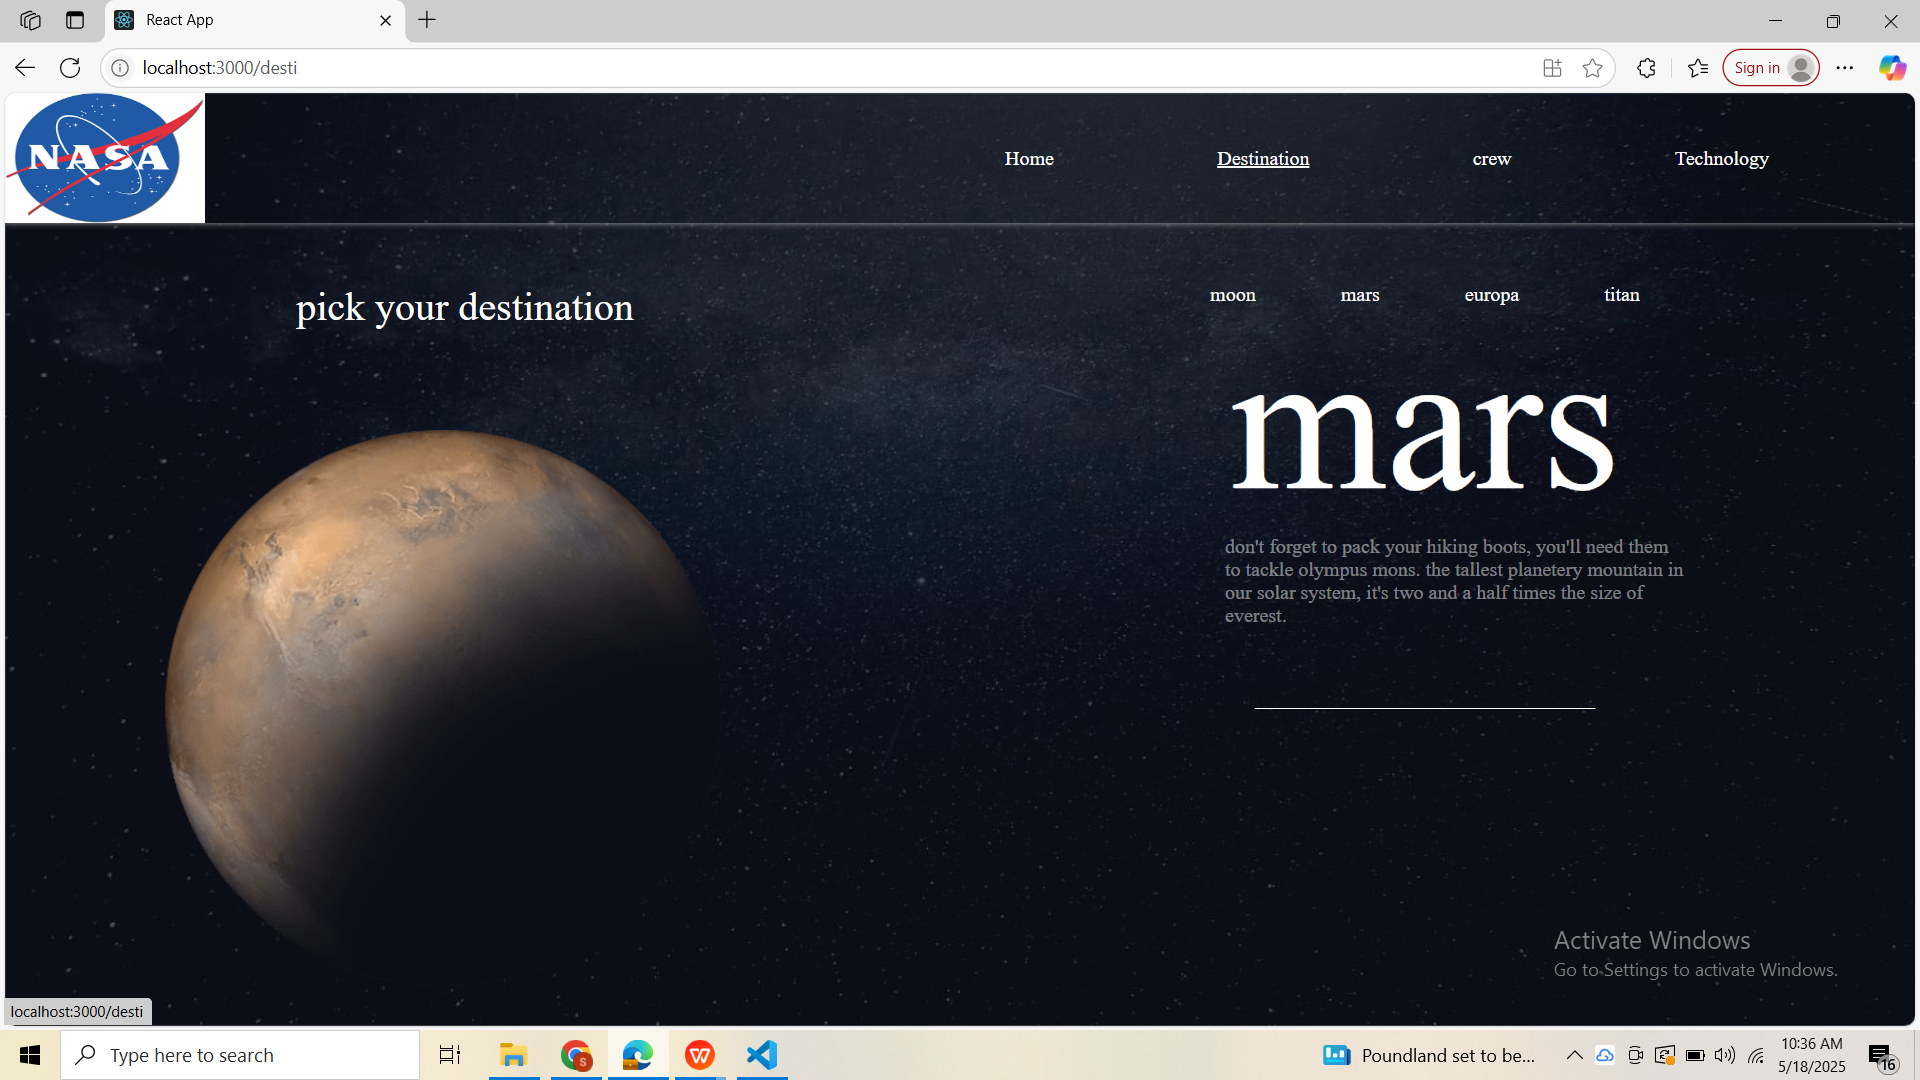 React App
localhost:3000/desti
Sign in
NASA
Home
Destination
crew
Technology
pick your destination
moon
mars
europa
titan
mars
don't forget to pack your hiking boots, you'll need them
to tackle olympus mons. the tallest planetery mountain in
our solar system, it's two and a half times the size of
everest.
Activate Windows
Go to Settings to activate Windows.
localhost:3000/desti
Type here to search
S
W
Poundland set to be...
10:36 AM
5/18/2025
16